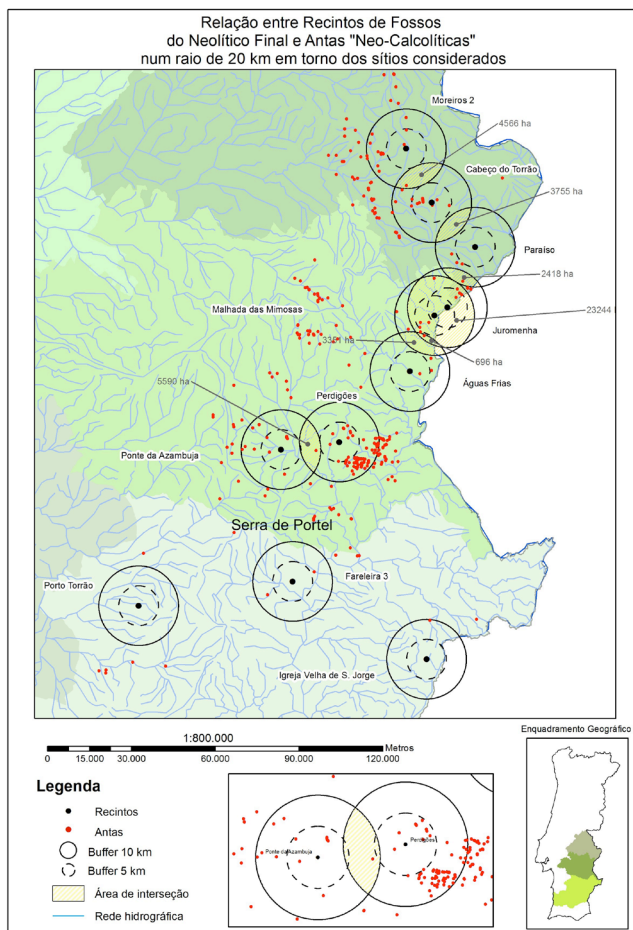 Relação entre Recintos de Fossos
do Neolítico Final e Antas "Neo-Calcolíticas"
num raio de 20 km em torno dos sítios considerados
Moreiros 2
4566 ha
Cabeço do Torrão
3755 ha
Paraíso
2418 ha
Malhada das Mimosas
23244
Juromenha
696 ha
Águas Frias
5590 ha
Perdigões
Ponte da Azambuja
Serra de Portel
Porto Torrão
Fareleira 3
Igreja Velha de S. Jorge
1:800.000
Metros
0 15.000 30.000 60.000 90.000 120.000
Enquadramento Geográfico
Legenda
Recintos
Antas
Buffer 10 km
Buffer 5 km
Área de interseção
Rede hidrográfica
Ponte da Azambuja
Perdigões